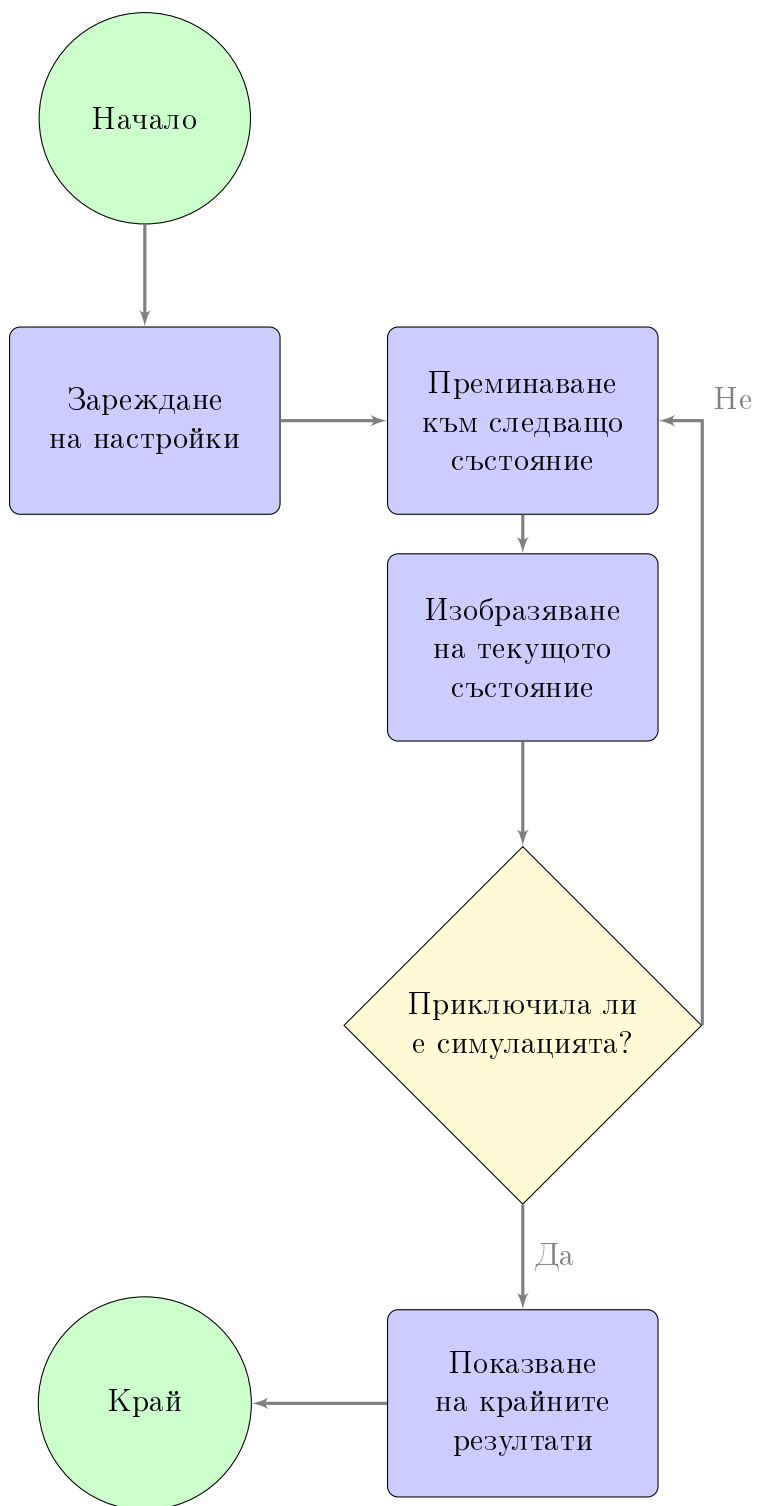 Начало
Зареждане
на настройки
Преминаване
към следващо
състояние
Не
Изобразяване
на текущото
състояние
Приключила ли
е симулацията?
Да
Показване
на крайните
резултати
Край